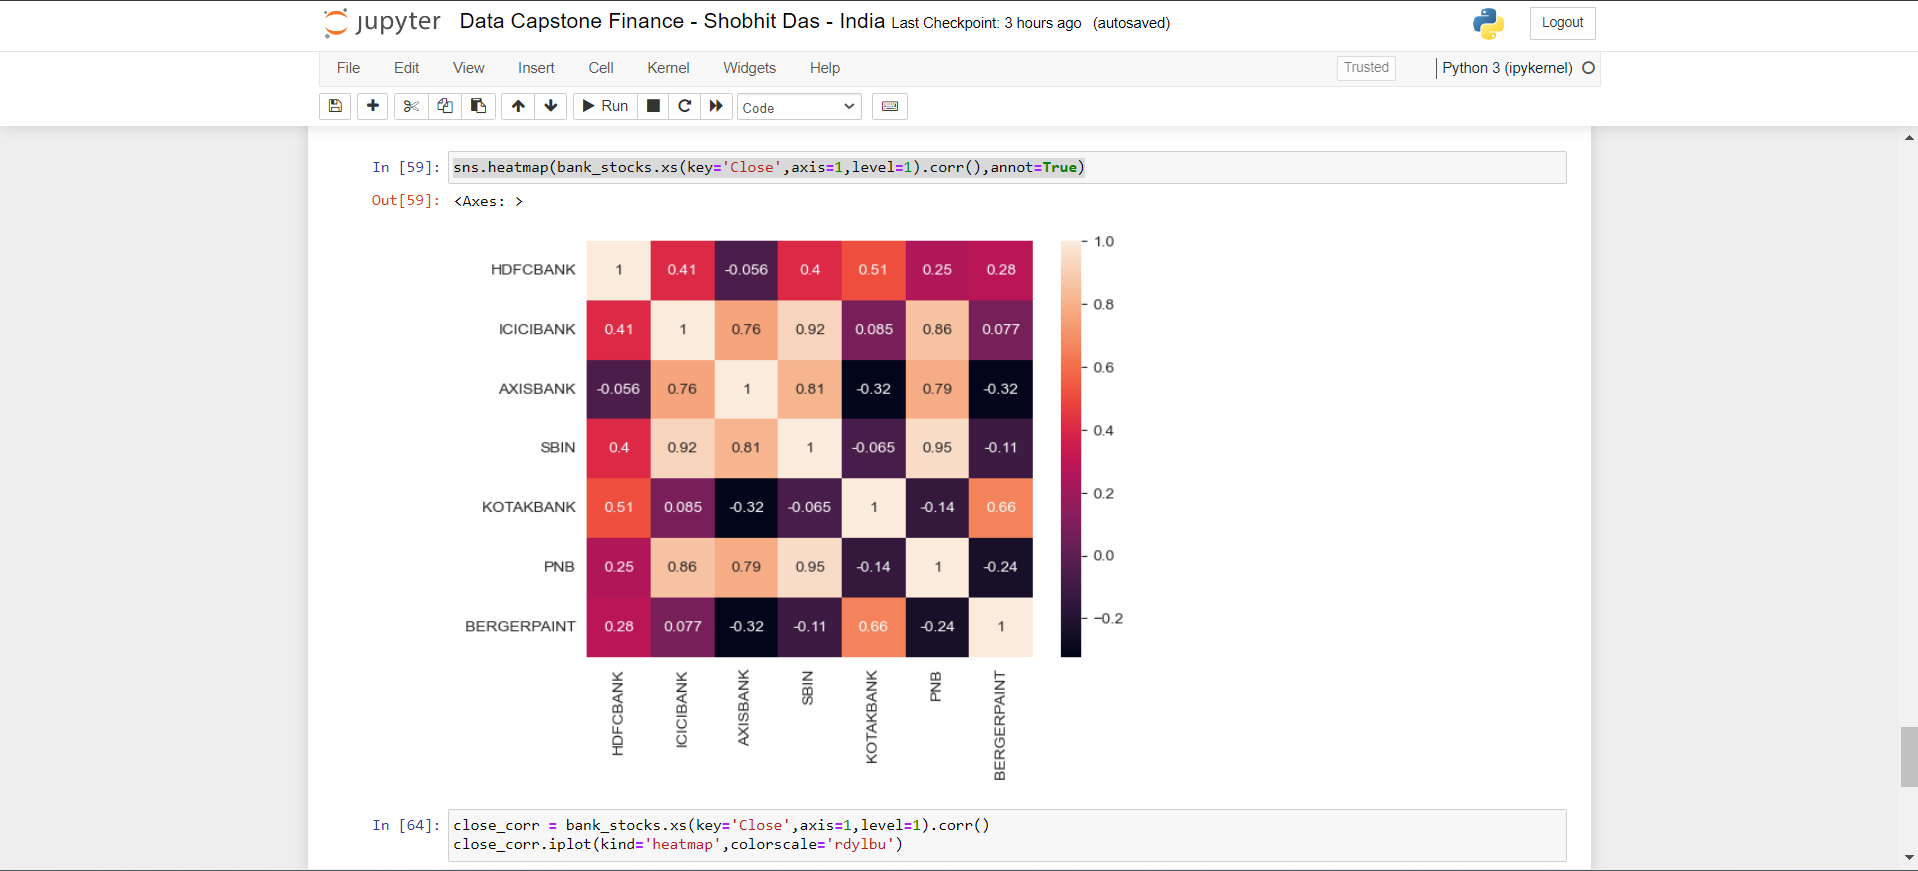 jupyter Data Capstone Finance - Shobhit Das - India Last Checkpoint: 3 hours ago (autosaved) Logout
File Edit View Insert Cell Kernel Widgets Help Trusted Python 3 (ipykernel)
Run Code
In [59]: sns.heatmap(bank_stocks.xs(key='Close',axis=1,level=1).corr(),annot=True)
Out[59]: <Axes: >
HDFCBANK 1 0.41 -0.056 0.4 0.51 0.25 0.28
ICICIBANK 0.41 1 0.76 0.92 0.085 0.86 0.077
AXISBANK -0.056 0.76 1 0.81 -0.32 0.79 -0.32
SBIN 0.4 0.92 0.81 1 -0.065 0.95 -0.11
KOTAKBANK 0.51 0.085 -0.32 -0.065 1 -0.14 0.66
PNB 0.25 0.86 0.79 0.95 -0.14 1 -0.24
BERGERPAINT 0.28 0.077 -0.32 -0.11 0.66 -0.24 1
HDFCBANK
ICICIBANK
AXISBANK
SBIN
KOTAKBANK
PNB
BERGERPAINT
1.0
0.8
0.6
0.4
0.2
0.0
−0.2
In [64]: close_corr = bank_stocks.xs(key='Close',axis=1,level=1).corr()
close_corr.iplot(kind='heatmap',colorscale='rdylbu')